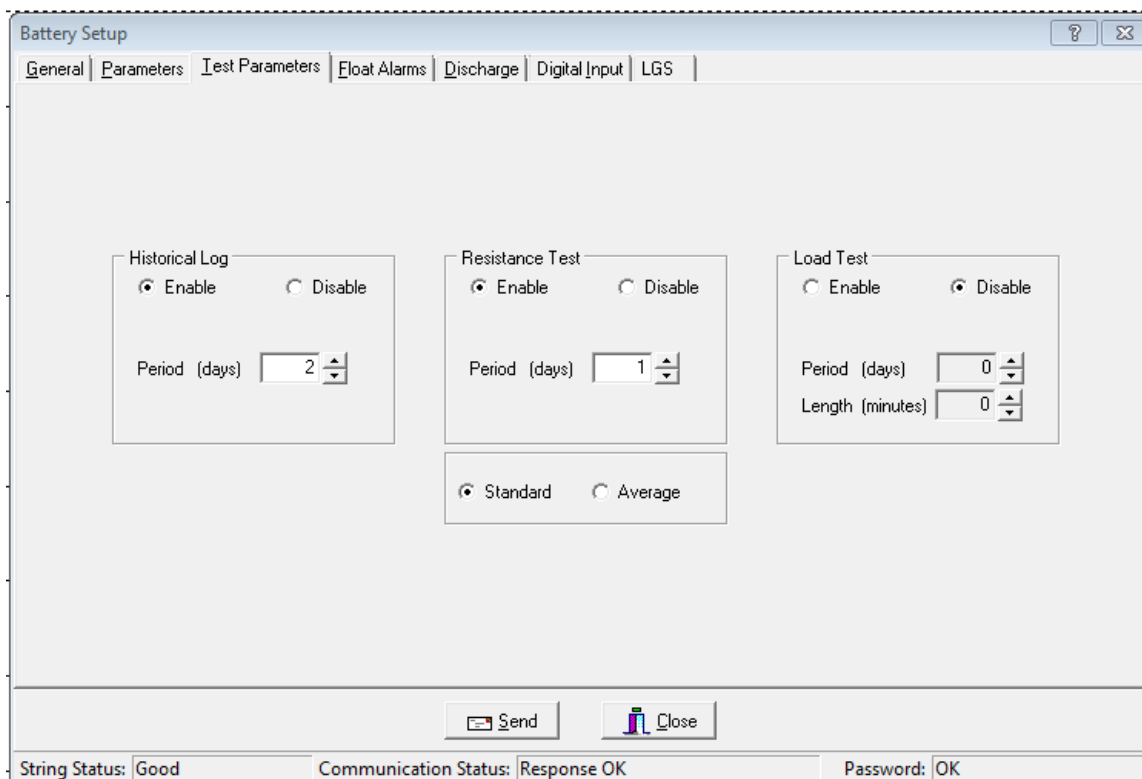 Battery Setup
General Parameters Test Parameters Float Alarms Discharge Digital Input LGS
Historical Log
Enable Disable
Period (days) 2
Resistance Test
Enable Disable
Period (days) 1
Standard Average
Load Test
Enable Disable
Period (days) 0
Length (minutes) 0
Send Close
String Status: Good Communication Status: Response OK Password: OK